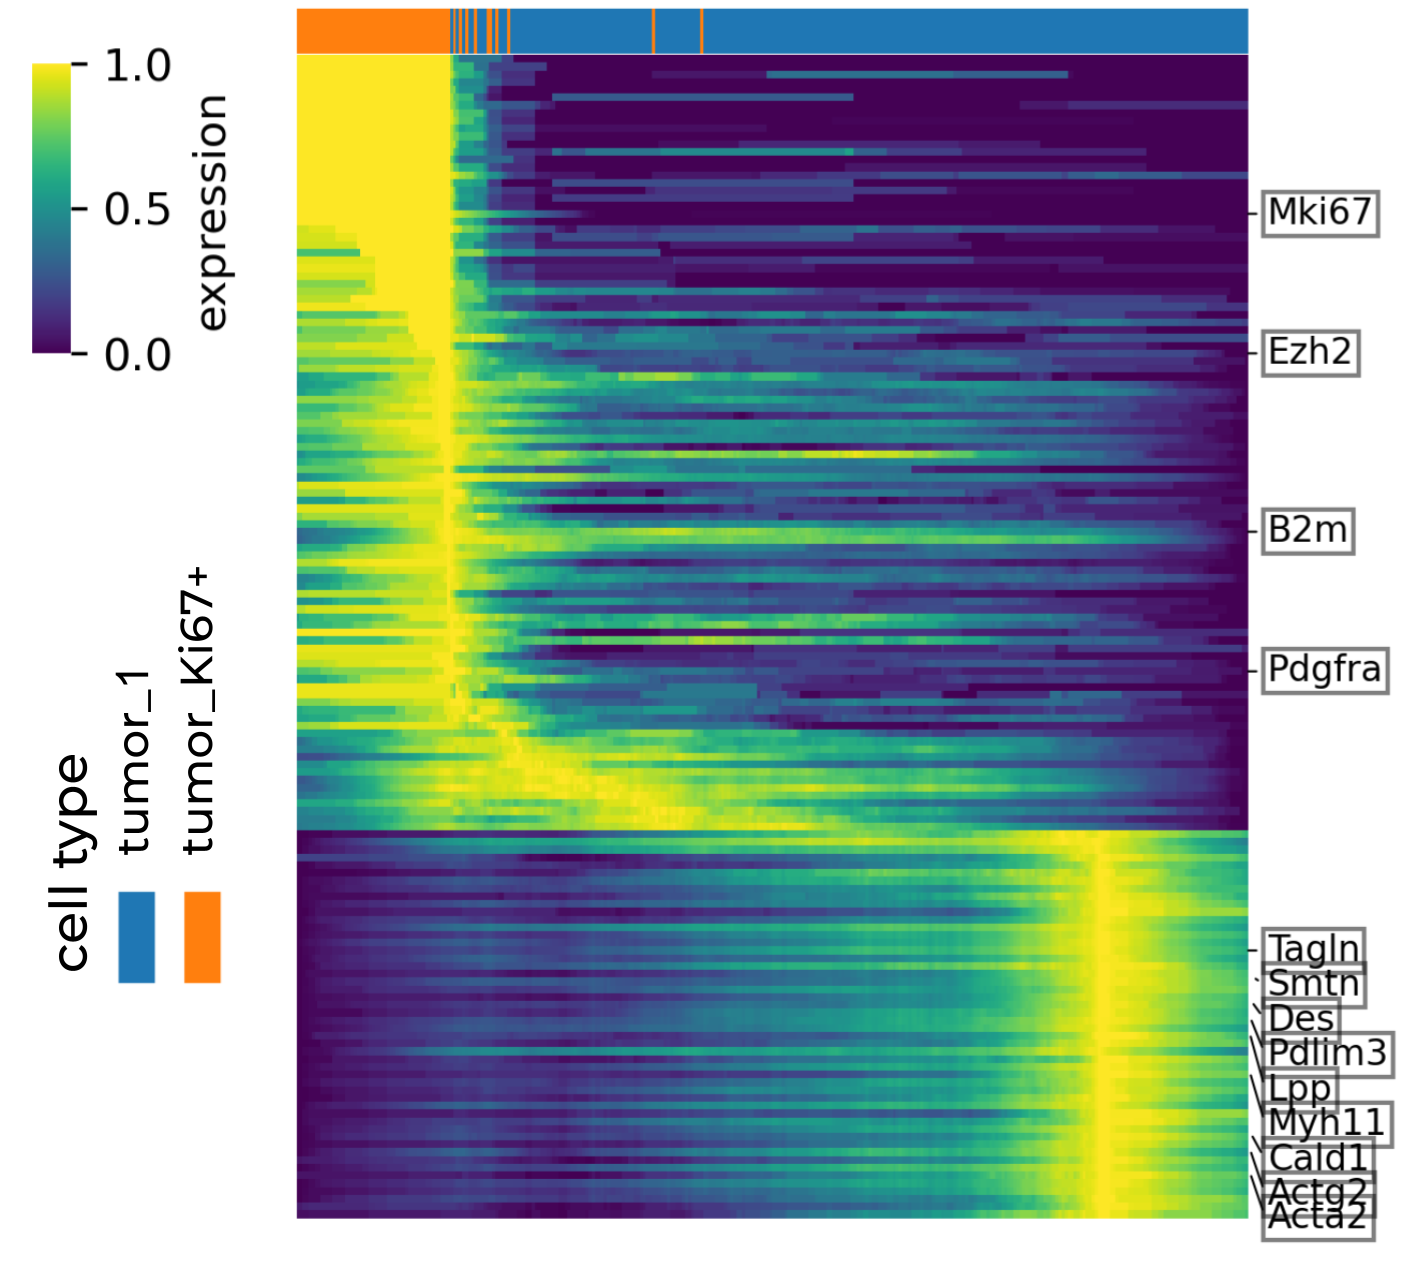 1.0
0.5
0.0
expression
cell type
tumor_1
tumor_Ki67+
Mki67
Ezh2
B2m
Pdgfra
Tagln
Smtn
Des
Pdlim3
Lpp
Myh11
Cald1
Actg2
Acta2